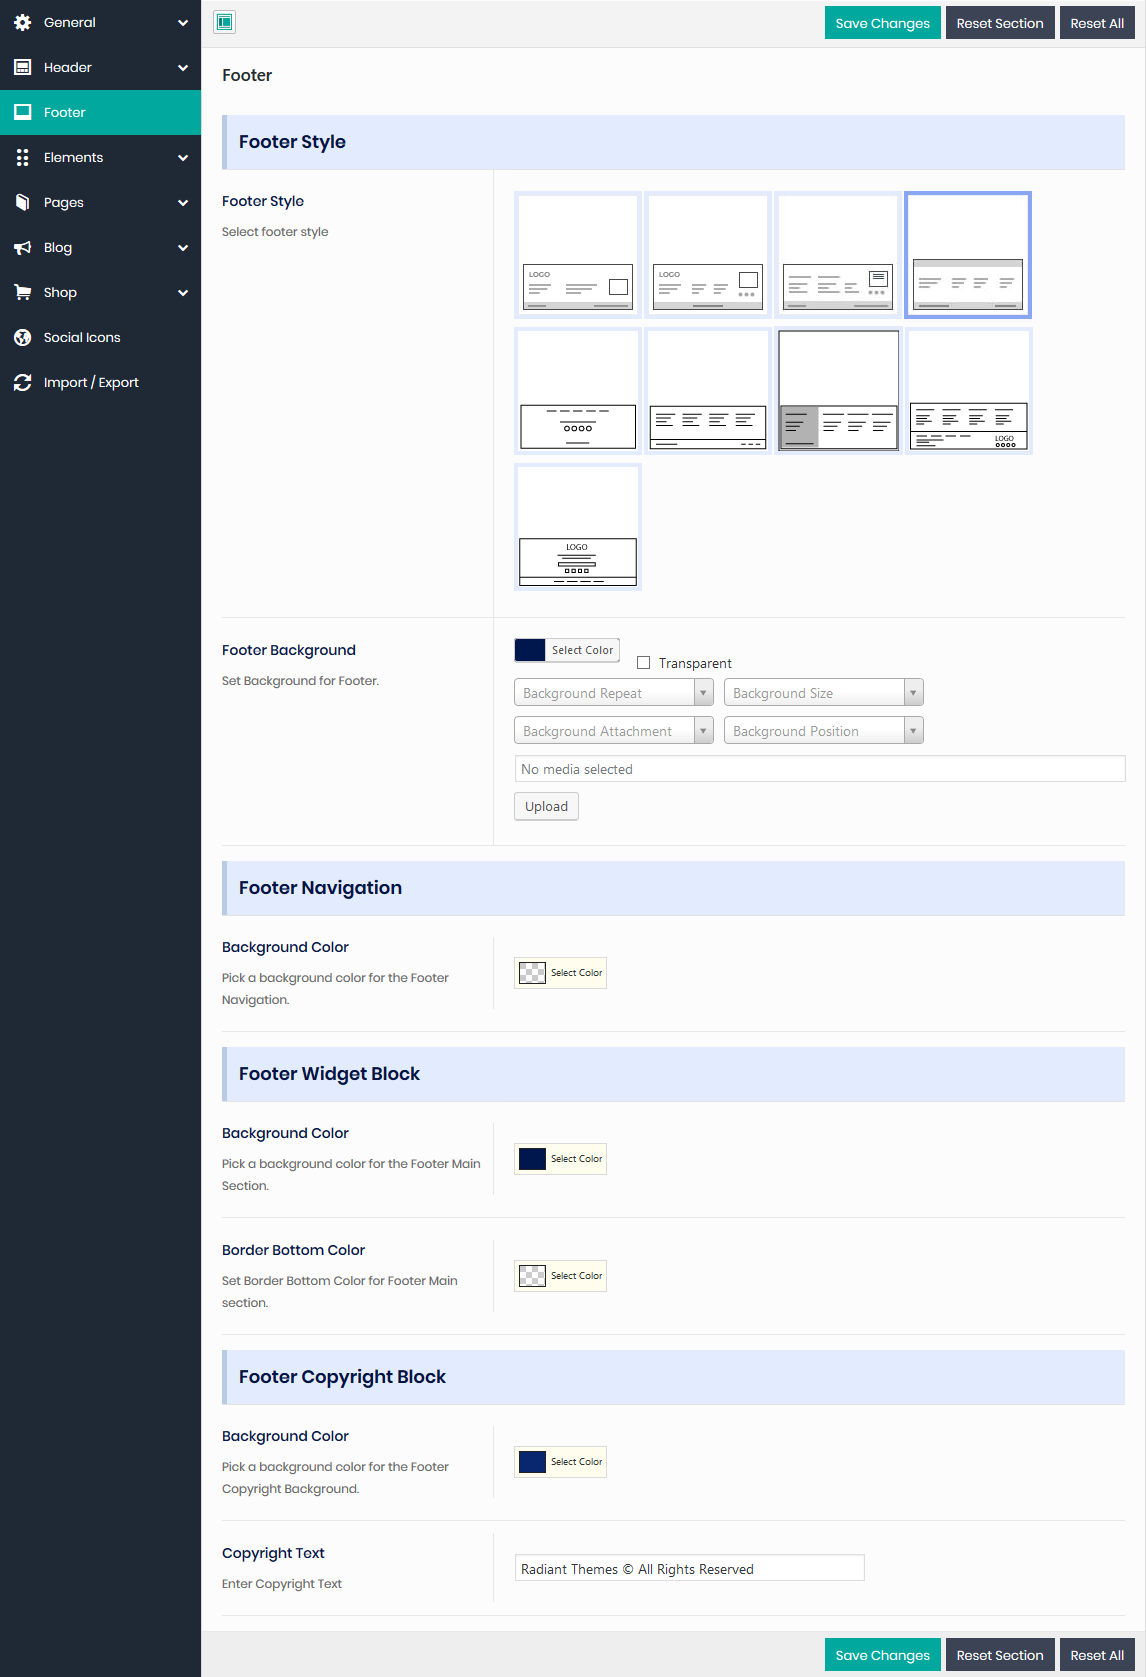 General
Header
Footer
Elements
Pages
Blog
Shop
Social Icons
Import / Export
Save Changes
Reset Section
Reset All
Footer
Footer Style
Footer Style
Select footer style
LOGO
LOGO
LOGO
LOGO
Footer Background
Set Background for Footer.
Select Color
Transparent
Background Repeat
Background Size
Background Attachment
Background Position
No media selected
Upload
Footer Navigation
Background Color
Pick a background color for the Footer
Navigation.
Select Color
Footer Widget Block
Background Color
Pick a background color for the Footer Main
Section.
Select Color
Border Bottom Color
Set Border Bottom Color for Footer Main
section.
Select Color
Footer Copyright Block
Background Color
Pick a background color for the Footer
Copyright Background.
Select Color
Copyright Text
Enter Copyright Text
Radiant Themes © All Rights Reserved
Save Changes
Reset Section
Reset All